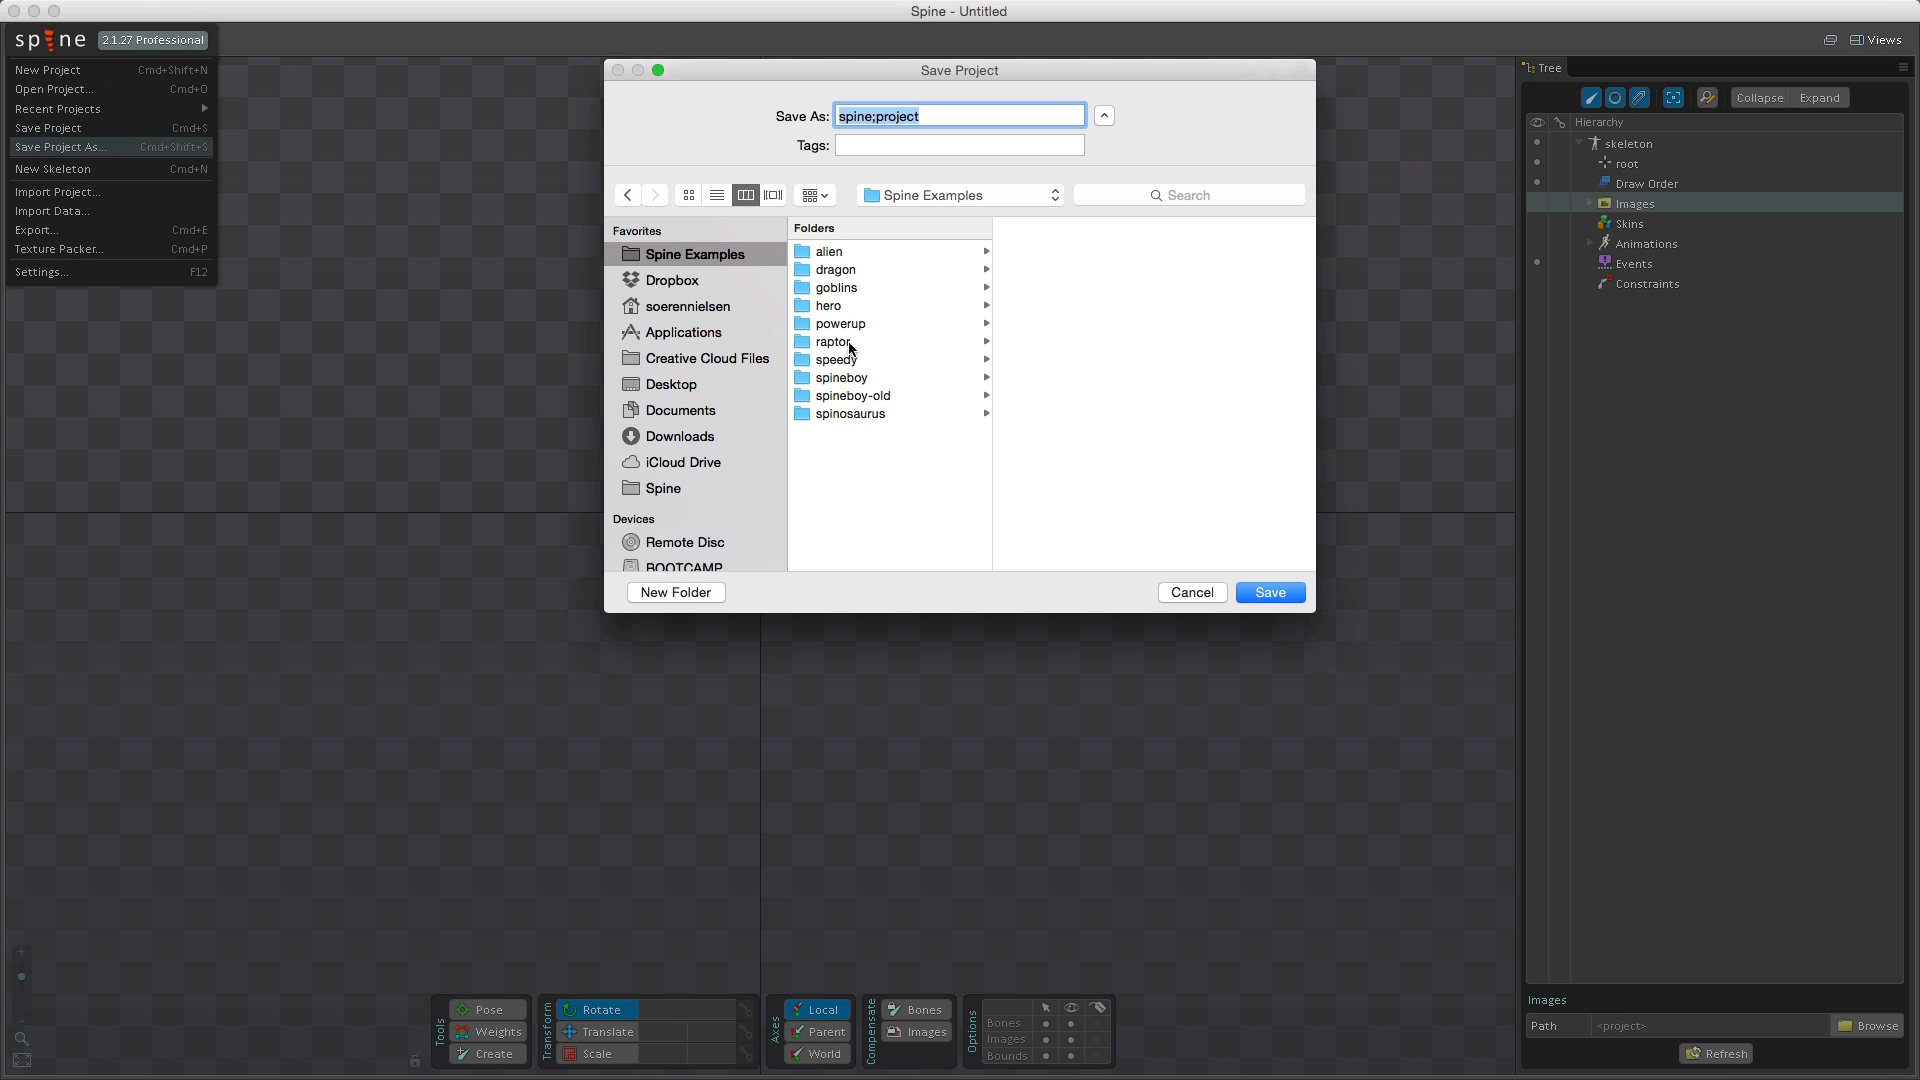 Spine - Untitled
spine 2.1.27 Professional
Views
New Project Cmd+Shift+N
Open Project... Cmd+O
Recent Projects
Save Project Cmd+S
Save Project As... Cmd+Shift+S
New Skeleton Cmd+N
Import Project...
Import Data...
Export... Cmd+E
Texture Packer... Cmd+P
Settings... F12
Save Project
Save As: spine;project
Tags:
Spine Examples
Search
Favorites
Spine Examples
Dropbox
soerennielsen
Applications
Creative Cloud Files
Desktop
Documents
Downloads
iCloud Drive
Spine
Devices
Remote Disc
BOOTCAMP
Folders
alien
dragon
goblins
hero
powerup
raptor
speedy
spineboy
spineboy-old
spinosaurus
New Folder
Cancel
Save
Tree
Collapse
Expand
Hierarchy
skeleton
root
Draw Order
Images
Skins
Animations
Events
Constraints
Images
Path <project> Browse
Refresh
Tools
Pose
Weights
Create
Transform
Rotate
Translate
Scale
Axes
Local
Parent
World
Compensate
Bones
Images
Options
Bones
Images
Bounds